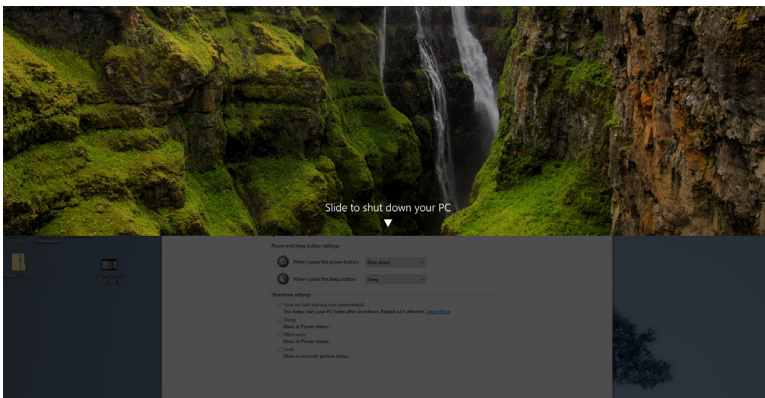 Slide to shut down your PC
Power and sleep button settings
When I press the power button: Shut down
When I press the sleep button: Sleep
Shutdown settings
Turn on fast startup (recommended)
This helps start your PC faster after shutdown. Restart isn't affected. Learn More
Sleep
Show in Power menu.
Hibernate
Show in Power menu.
Lock
Show in account picture menu.